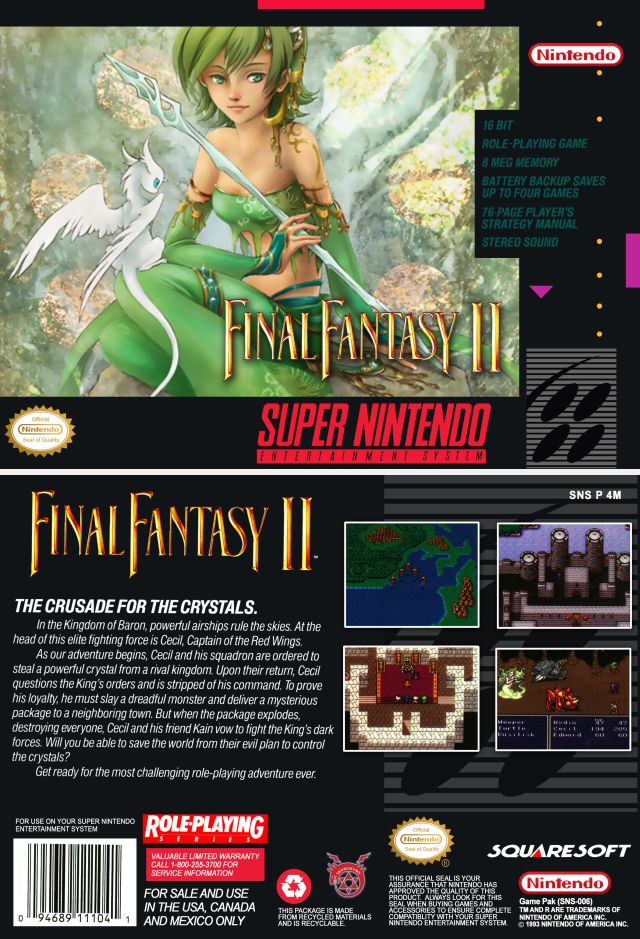 Nintendo
16 BIT
ROLE-PLAYING GAME
8 MEG MEMORY
BATTERY BACKUP SAVES
UP TO FOUR GAMES
76-PAGE PLAYER'S
STRATEGY MANUAL
STEREO SOUND
FINAL FANTASY II
Official
Nintendo
Seal of Quality
SUPER NINTENDO
ENTERTAINMENT SYSTEM
SNS P 4M
FINAL FANTASY II™
THE CRUSADE FOR THE CRYSTALS.
In the Kingdom of Baron, powerful airships rule the skies. At the
head of this elite fighting force is Cecil, Captain of the Red Wings.
As our adventure begins, Cecil and his squadron are ordered to
steal a powerful crystal from a rival kingdom. Upon their return, Cecil
questions the King's orders and is stripped of his command. To prove
his loyalty, he must slay a dreadful monster and deliver a mysterious
package to a neighboring town. But when the package explodes,
destroying everyone, Cecil and his friend Kain vow to fight the King's dark
forces. Will you be able to save the world from their evil plan to control
the crystals?
Get ready for the most challenging role-playing adventure ever.
Weeper Rydia 47 47
Turtle Cecil 194 205
Basilisk Edward 60 60
FOR USE ON YOUR SUPER NINTENDO
ENTERTAINMENT SYSTEM
0 94689 11104 1
ROLE-PLAYING
SERIES
VALUABLE LIMITED WARRANTY
CALL 1-800-255-3700 FOR
SERVICE INFORMATION
FOR SALE AND USE
IN THE USA, CANADA
AND MEXICO ONLY
THIS PACKAGE IS MADE
FROM RECYCLED MATERIALS
AND IS RECYCLABLE.
Official
Nintendo
Seal of Quality
®
THIS OFFICIAL SEAL IS YOUR
ASSURANCE THAT NINTENDO HAS
APPROVED THE QUALITY OF THIS
PRODUCT. ALWAYS LOOK FOR THIS
SEAL WHEN BUYING GAMES AND
ACCESSORIES TO ENSURE COMPLETE
COMPATIBILITY WITH YOUR SUPER
NINTENDO ENTERTAINMENT SYSTEM.
SQUARESOFT
Nintendo
Game Pak (SNS-006)
TM AND R ARE TRADEMARKS OF
NINTENDO OF AMERICA INC.
© 1993 NINTENDO OF AMERICA INC.